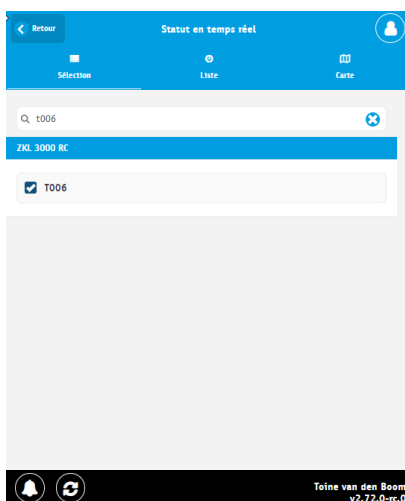 Retour
Statut en temps réel
Sélection
Liste
Carte
t006
ZKL 3000 RC
T006
Toine van den Boom
v2.72.0-rc.0